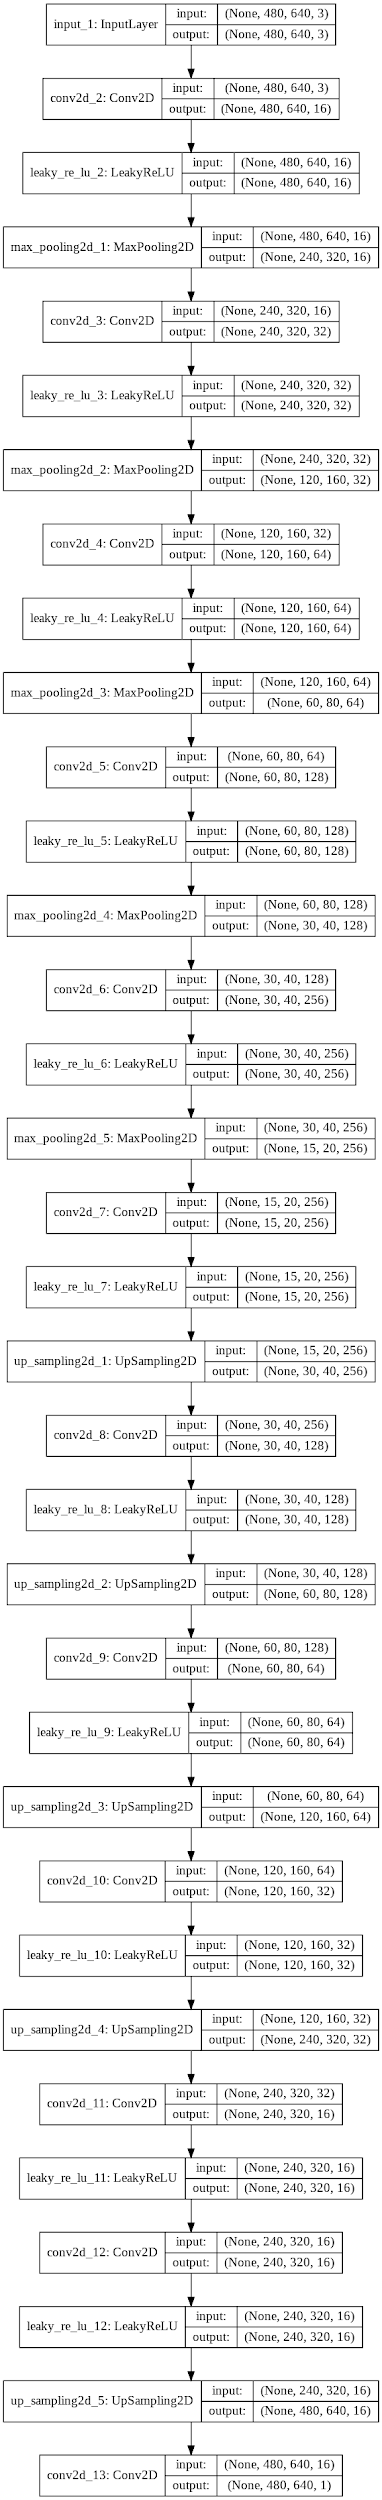 input_1: InputLayer input: (None, 480, 640, 3)
output: (None, 480, 640, 3)
conv2d_2: Conv2D input: (None, 480, 640, 3)
output: (None, 480, 640, 16)
leaky_re_lu_2: LeakyReLU input: (None, 480, 640, 16)
output: (None, 480, 640, 16)
max_pooling2d_1: MaxPooling2D input: (None, 480, 640, 16)
output: (None, 240, 320, 16)
conv2d_3: Conv2D input: (None, 240, 320, 16)
output: (None, 240, 320, 32)
leaky_re_lu_3: LeakyReLU input: (None, 240, 320, 32)
output: (None, 240, 320, 32)
max_pooling2d_2: MaxPooling2D input: (None, 240, 320, 32)
output: (None, 120, 160, 32)
conv2d_4: Conv2D input: (None, 120, 160, 32)
output: (None, 120, 160, 64)
leaky_re_lu_4: LeakyReLU input: (None, 120, 160, 64)
output: (None, 120, 160, 64)
max_pooling2d_3: MaxPooling2D input: (None, 120, 160, 64)
output: (None, 60, 80, 64)
conv2d_5: Conv2D input: (None, 60, 80, 64)
output: (None, 60, 80, 128)
leaky_re_lu_5: LeakyReLU input: (None, 60, 80, 128)
output: (None, 60, 80, 128)
max_pooling2d_4: MaxPooling2D input: (None, 60, 80, 128)
output: (None, 30, 40, 128)
conv2d_6: Conv2D input: (None, 30, 40, 128)
output: (None, 30, 40, 256)
leaky_re_lu_6: LeakyReLU input: (None, 30, 40, 256)
output: (None, 30, 40, 256)
max_pooling2d_5: MaxPooling2D input: (None, 30, 40, 256)
output: (None, 15, 20, 256)
conv2d_7: Conv2D input: (None, 15, 20, 256)
output: (None, 15, 20, 256)
leaky_re_lu_7: LeakyReLU input: (None, 15, 20, 256)
output: (None, 15, 20, 256)
up_sampling2d_1: UpSampling2D input: (None, 15, 20, 256)
output: (None, 30, 40, 256)
conv2d_8: Conv2D input: (None, 30, 40, 256)
output: (None, 30, 40, 128)
leaky_re_lu_8: LeakyReLU input: (None, 30, 40, 128)
output: (None, 30, 40, 128)
up_sampling2d_2: UpSampling2D input: (None, 30, 40, 128)
output: (None, 60, 80, 128)
conv2d_9: Conv2D input: (None, 60, 80, 128)
output: (None, 60, 80, 64)
leaky_re_lu_9: LeakyReLU input: (None, 60, 80, 64)
output: (None, 60, 80, 64)
up_sampling2d_3: UpSampling2D input: (None, 60, 80, 64)
output: (None, 120, 160, 64)
conv2d_10: Conv2D input: (None, 120, 160, 64)
output: (None, 120, 160, 32)
leaky_re_lu_10: LeakyReLU input: (None, 120, 160, 32)
output: (None, 120, 160, 32)
up_sampling2d_4: UpSampling2D input: (None, 120, 160, 32)
output: (None, 240, 320, 32)
conv2d_11: Conv2D input: (None, 240, 320, 32)
output: (None, 240, 320, 16)
leaky_re_lu_11: LeakyReLU input: (None, 240, 320, 16)
output: (None, 240, 320, 16)
conv2d_12: Conv2D input: (None, 240, 320, 16)
output: (None, 240, 320, 16)
leaky_re_lu_12: LeakyReLU input: (None, 240, 320, 16)
output: (None, 240, 320, 16)
up_sampling2d_5: UpSampling2D input: (None, 240, 320, 16)
output: (None, 480, 640, 16)
conv2d_13: Conv2D input: (None, 480, 640, 16)
output: (None, 480, 640, 1)